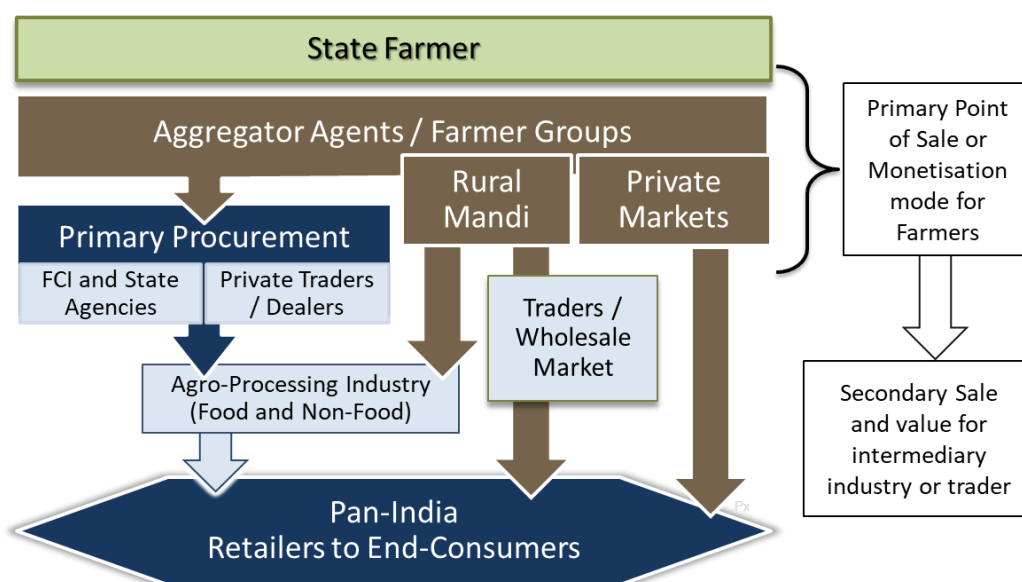 State Farmer
Aggregator Agents / Farmer Groups
Rural
Mandi
Private
Markets
Primary Procurement
FCI and State
Agencies
Private Traders
/ Dealers
Traders /
Wholesale
Market
Agro-Processing Industry
(Food and Non-Food)
Pan-India
Retailers to End-Consumers
Px
Primary Point
of Sale or
Monetisation
mode for
Farmers
Secondary Sale
and value for
intermediary
industry or trader